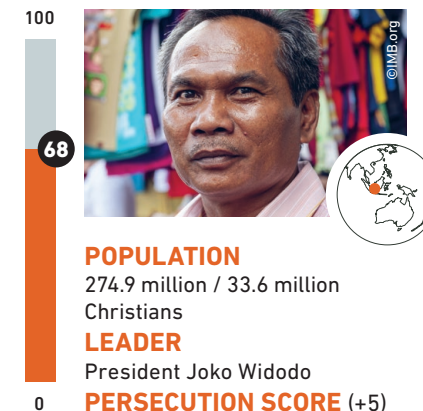 100
©IMB.org
68
POPULATION
274.9 million / 33.6 million
Christians
LEADER
President Joko Widodo
0
PERSECUTION SCORE (+5)